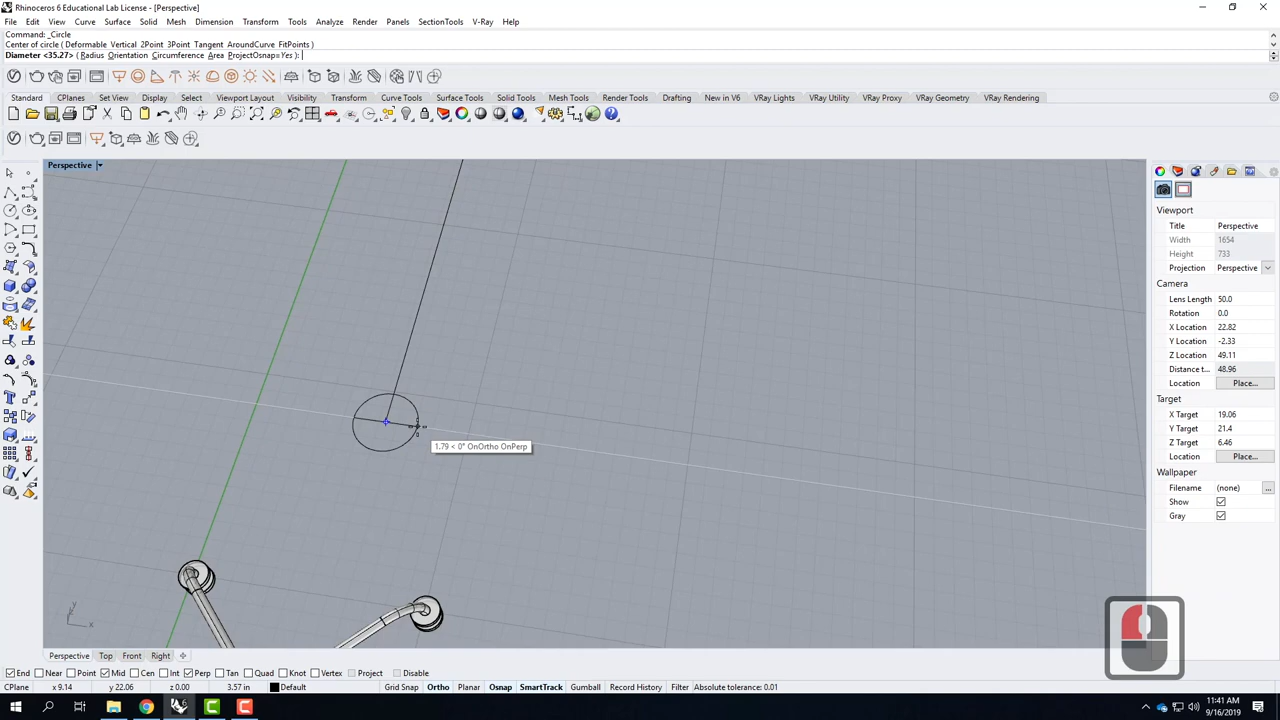 Rhinoceros 6 Educational Lab License - [Perspective]
File Edit View Curve Surface Solid Mesh Dimension Transform Tools Analyze Render Panels SectionTools V-Ray Help
Command: _Circle
Center of circle ( Deformable Vertical 2Point 3Point Tangent AroundCurve FitPoints )
Diameter <35.27> ( Radius Orientation Circumference Area ProjectOsnap=Yes ):
Standard CPlanes Set View Display Select Viewport Layout Visibility Transform Curve Tools Surface Tools Solid Tools Mesh Tools Render Tools Drafting New in V6 VRay Lights VRay Utility VRay Proxy VRay Geometry VRay Rendering
Perspective
Viewport
Title Perspective
Width 1654
Height 733
Projection Perspective
Camera
Lens Length 50.0
Rotation 0.0
X Location 22.82
Y Location -2.33
Z Location 49.11
Distance t... 48.96
Location Place...
Target
X Target 19.06
Y Target 21.4
Z Target 6.46
Location Place...
Wallpaper
Filename (none) ...
Show
Gray
1.79 < 0° OnOrtho OnPerp
y
x
Perspective Top Front Right
End Near Point Mid Cen Int Perp Tan Quad Knot Vertex Project Disable
CPlane x 9.14 y 22.06 z 0.00 3.57 in Default Grid Snap Ortho Planar Osnap SmartTrack Gumball Record History Filter Absolute tolerance: 0.01
11:41 AM
9/16/2019